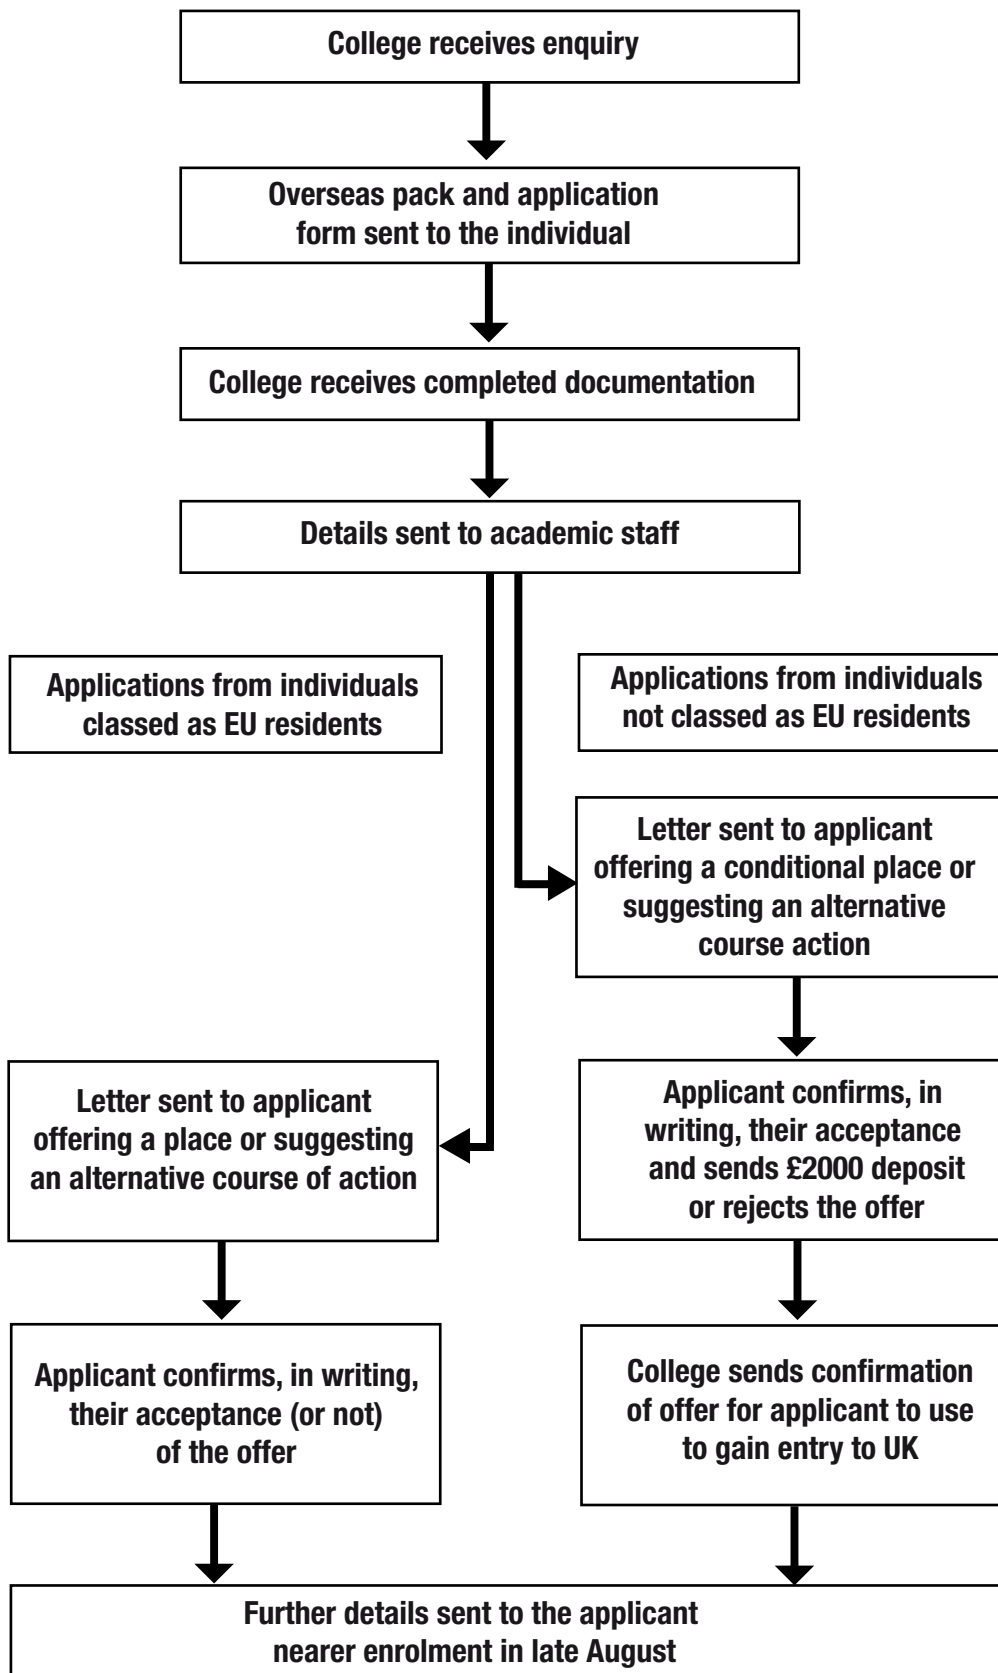 College receives enquiry
Overseas pack and application
form sent to the individual
College receives completed documentation
Details sent to academic staff
Applications from individuals
classed as EU residents
Applications from individuals
not classed as EU residents
Letter sent to applicant
offering a conditional place or
suggesting an alternative
course action
Letter sent to applicant
offering a place or suggesting
an alternative course of action
Applicant confirms, in
writing, their acceptance
and sends £2000 deposit
or rejects the offer
Applicant confirms, in writing,
their acceptance (or not)
of the offer
College sends confirmation
of offer for applicant to use
to gain entry to UK
Further details sent to the applicant
nearer enrolment in late August